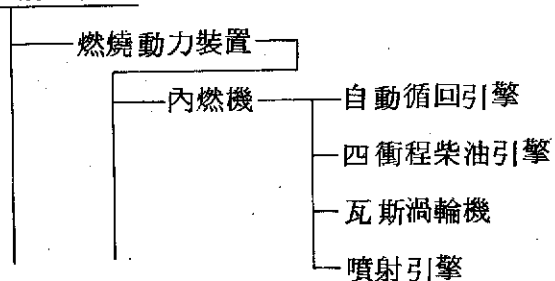 燃燒動力裝置
內燃機
自動循回引擎
四衝程柴油引擎
瓦斯渦輪機
噴射引擎